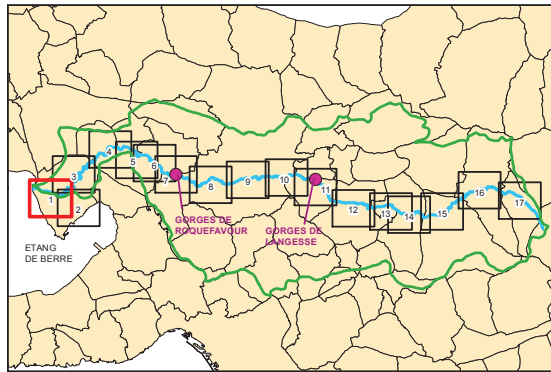 4
5
3
6
7
8
9
10
11
1
2
12
13
14
15
16
17
GORGES DE
ROQUEFAVOUR
GORGES DE
LANGESSE
ETANG
DE BERRE